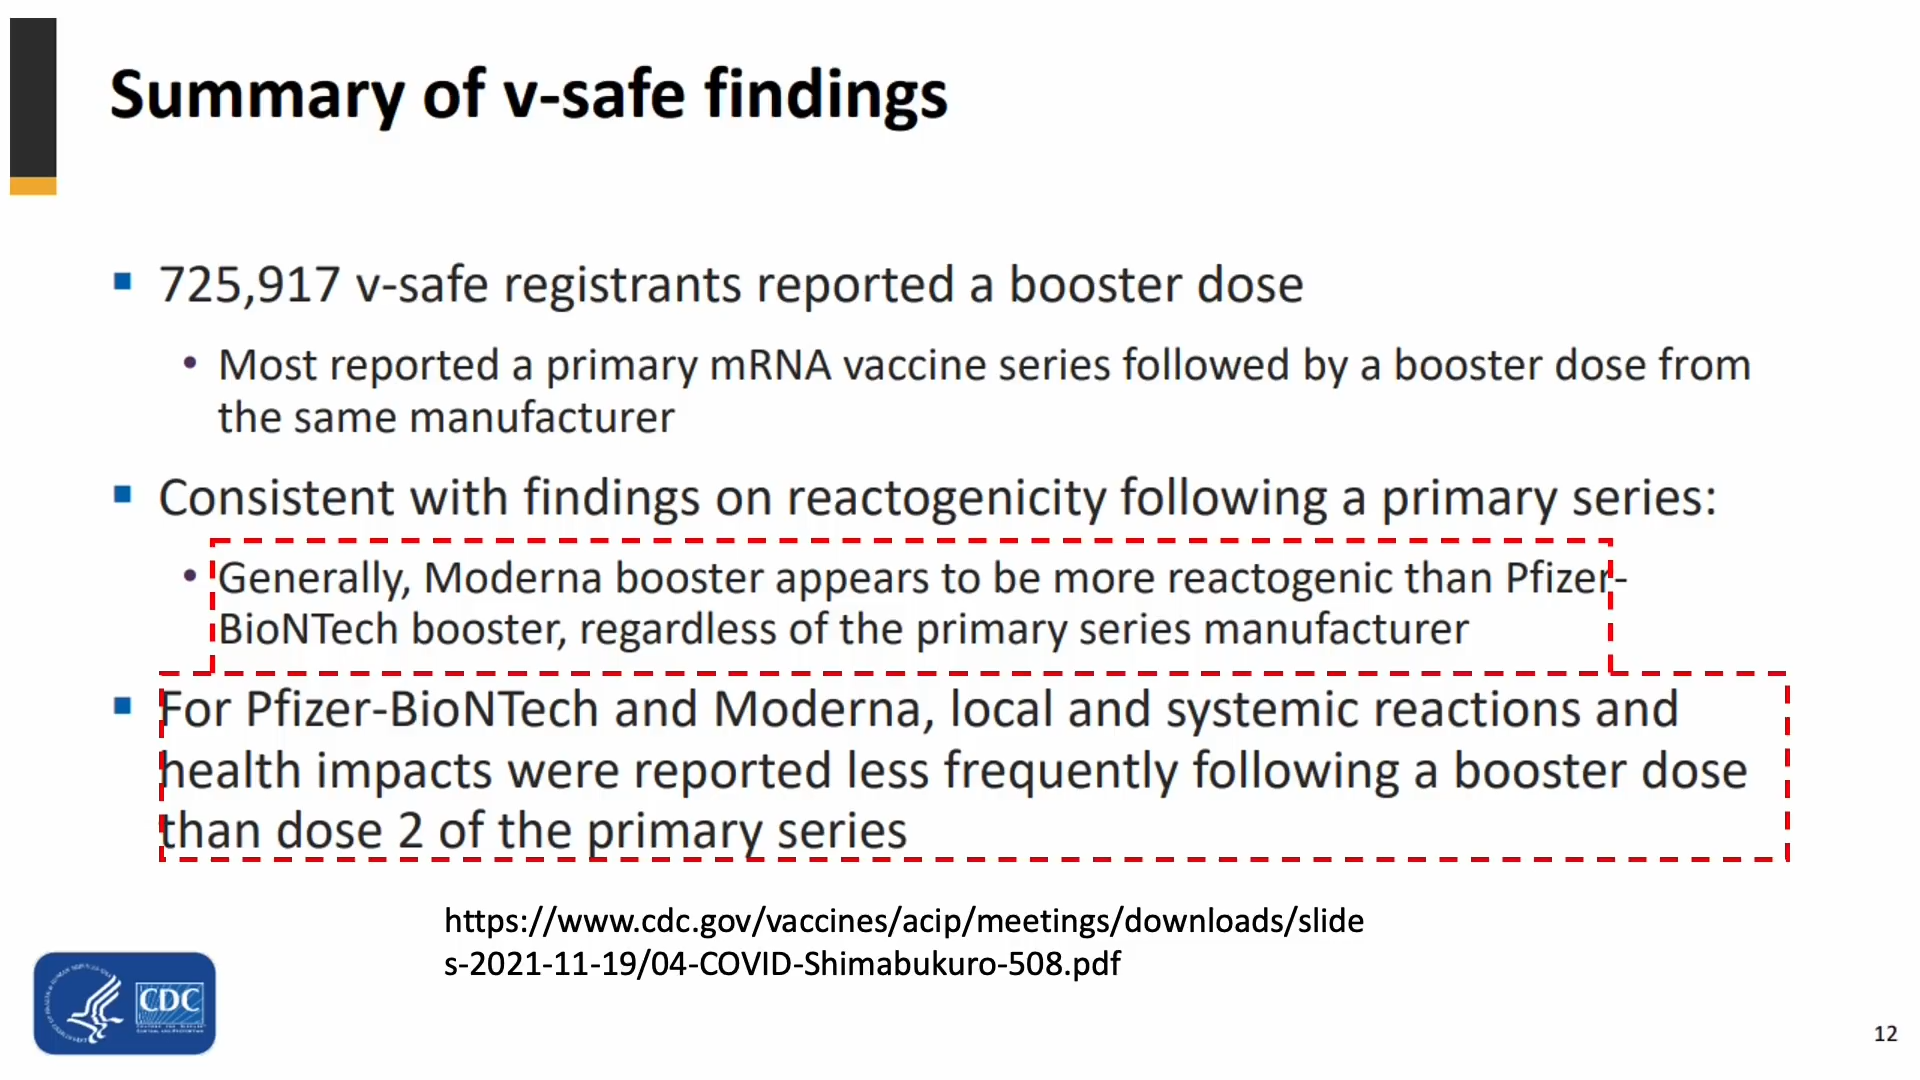 Summary of v-safe findings
725,917 v-safe registrants reported a booster dose
Most reported a primary mRNA vaccine series followed by a booster dose from
the same manufacturer
Consistent with findings on reactogenicity following a primary series:
Generally, Moderna booster appears to be more reactogenic than Pfizer-
BioNTech booster, regardless of the primary series manufacturer
For Pfizer-BioNTech and Moderna, local and systemic reactions and
health impacts were reported less frequently following a booster dose
than dose 2 of the primary series
https://www.cdc.gov/vaccines/acip/meetings/downloads/slide
s-2021-11-19/04-COVID-Shimabukuro-508.pdf
CDC
12